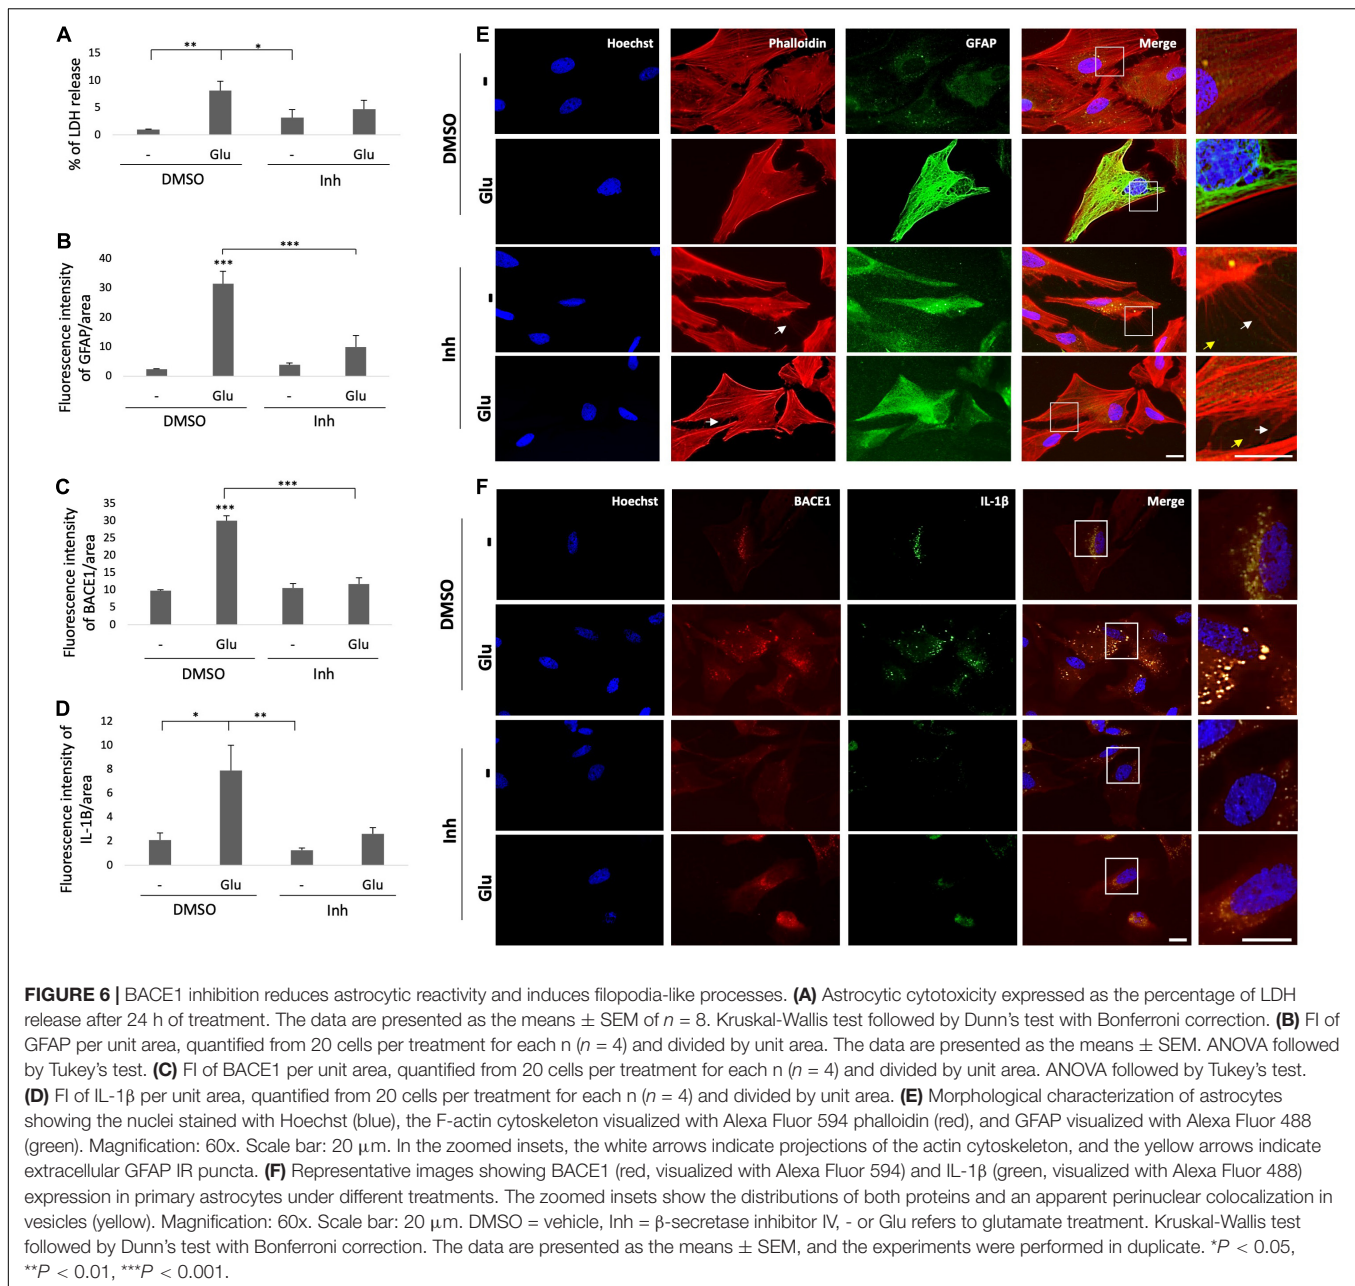 A
% of LDH release
15
10
5
0
** *
- Glu - Glu
DMSO Inh
B
Fluorescence intensity
of GFAP/area
40
30
20
10
0
***
***
- Glu - Glu
DMSO Inh
C
Fluorescence intensity
of BACE1/area
35
30
25
20
15
10
5
0
***
***
- Glu - Glu
DMSO Inh
D
Fluorescence intensity of
IL-1B/area
12
10
8
6
4
2
0
* **
- Glu - Glu
DMSO Inh
E
Hoechst Phalloidin GFAP Merge
DMSO
-
Glu
Inh
-
Glu
F
Hoechst BACE1 IL-1β Merge
DMSO
-
Glu
Inh
-
Glu
FIGURE 6 | BACE1 inhibition reduces astrocytic reactivity and induces filopodia-like processes. (A) Astrocytic cytotoxicity expressed as the percentage of LDH
release after 24 h of treatment. The data are presented as the means ± SEM of n = 8. Kruskal-Wallis test followed by Dunn's test with Bonferroni correction. (B) FI of
GFAP per unit area, quantified from 20 cells per treatment for each n (n = 4) and divided by unit area. The data are presented as the means ± SEM. ANOVA followed
by Tukey's test. (C) FI of BACE1 per unit area, quantified from 20 cells per treatment for each n (n = 4) and divided by unit area. ANOVA followed by Tukey's test.
(D) FI of IL-1β per unit area, quantified from 20 cells per treatment for each n (n = 4) and divided by unit area. (E) Morphological characterization of astrocytes
showing the nuclei stained with Hoechst (blue), the F-actin cytoskeleton visualized with Alexa Fluor 594 phalloidin (red), and GFAP visualized with Alexa Fluor 488
(green). Magnification: 60x. Scale bar: 20 μm. In the zoomed insets, the white arrows indicate projections of the actin cytoskeleton, and the yellow arrows indicate
extracellular GFAP IR puncta. (F) Representative images showing BACE1 (red, visualized with Alexa Fluor 594) and IL-1β (green, visualized with Alexa Fluor 488)
expression in primary astrocytes under different treatments. The zoomed insets show the distributions of both proteins and an apparent perinuclear colocalization in
vesicles (yellow). Magnification: 60x. Scale bar: 20 μm. DMSO = vehicle, Inh = β-secretase inhibitor IV, - or Glu refers to glutamate treatment. Kruskal-Wallis test
followed by Dunn's test with Bonferroni correction. The data are presented as the means ± SEM, and the experiments were performed in duplicate. *P < 0.05,
**P < 0.01, ***P < 0.001.